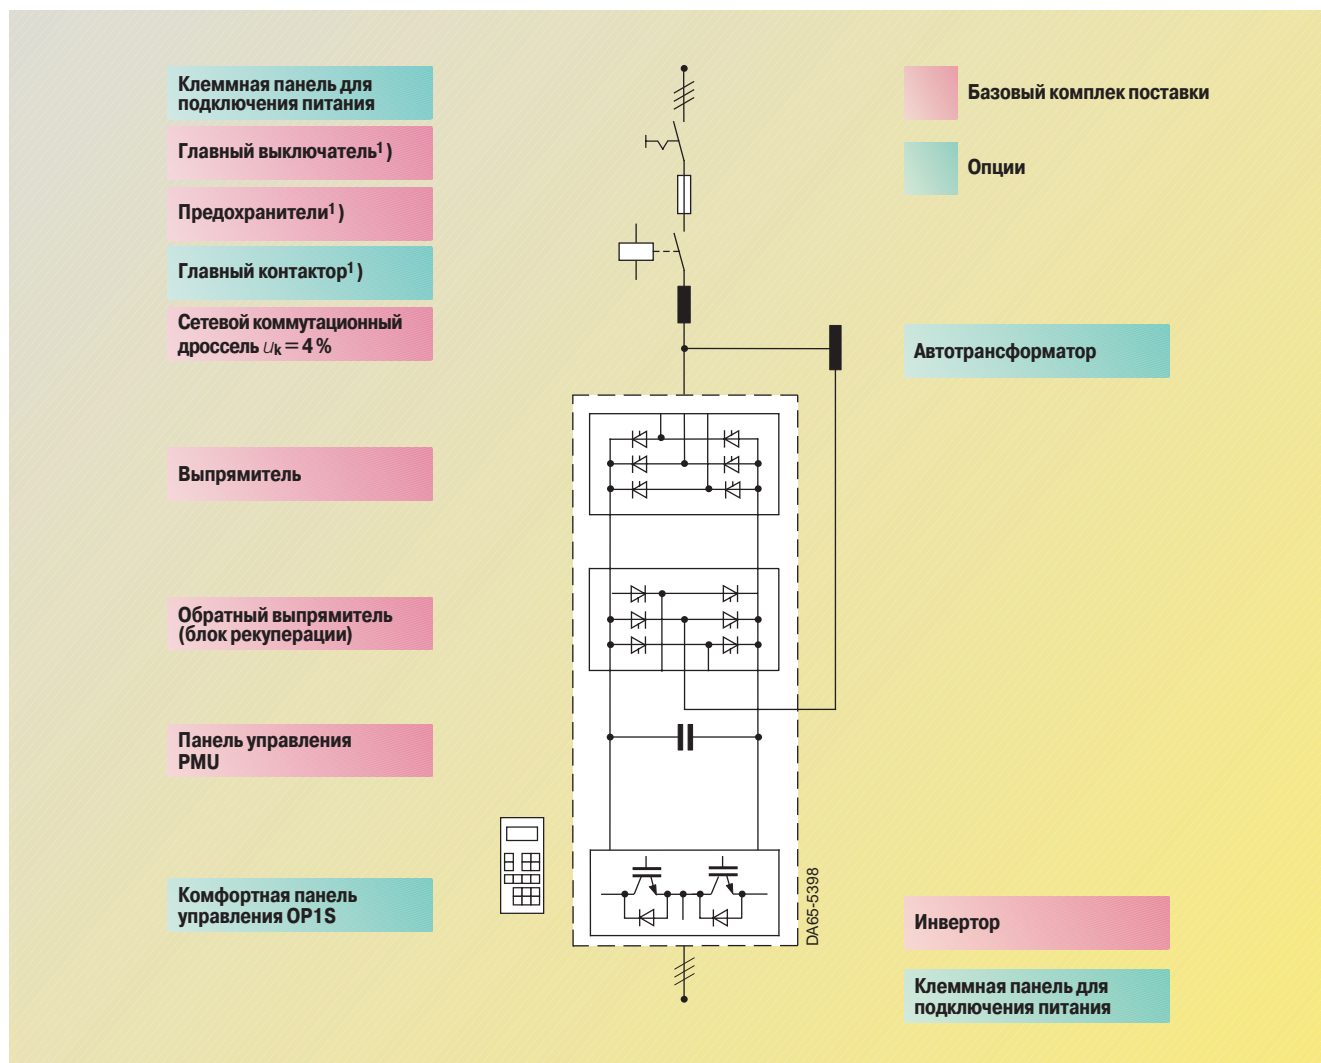 Клеммная панель для
подключения питания
Главный выключатель¹)
Предохранители¹)
Главный контактор¹)
Сетевой коммутационный
дроссель uk = 4 %
Выпрямитель
Обратный выпрямитель
(блок рекуперации)
Панель управления
PMU
Комфортная панель
управления OP1S
DA65-5398
Базовый комплек поставки
Опции
Автотрансформатор
Инвертор
Клеммная панель для
подключения питания